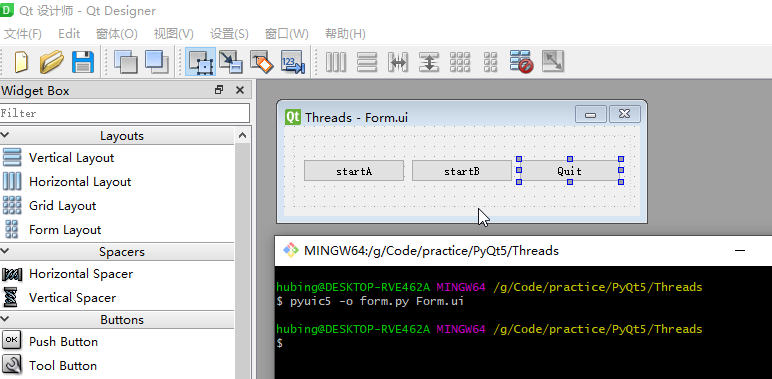 Qt 设计师 - Qt Designer
文件(F) Edit 窗体(O) 视图(V) 设置(S) 窗口(W) 帮助(H)
Widget Box
Filter
Layouts
Vertical Layout
Horizontal Layout
Grid Layout
Form Layout
Spacers
Horizontal Spacer
Vertical Spacer
Buttons
Push Button
Tool Button
Threads - Form.ui
startA startB Quit
MINGW64:/g/Code/practice/PyQt5/Threads
hubing@DESKTOP-RVE462A MINGW64 /g/Code/practice/PyQt5/Threads
$ pyuic5 -o form.py Form.ui
hubing@DESKTOP-RVE462A MINGW64 /g/Code/practice/PyQt5/Threads
$